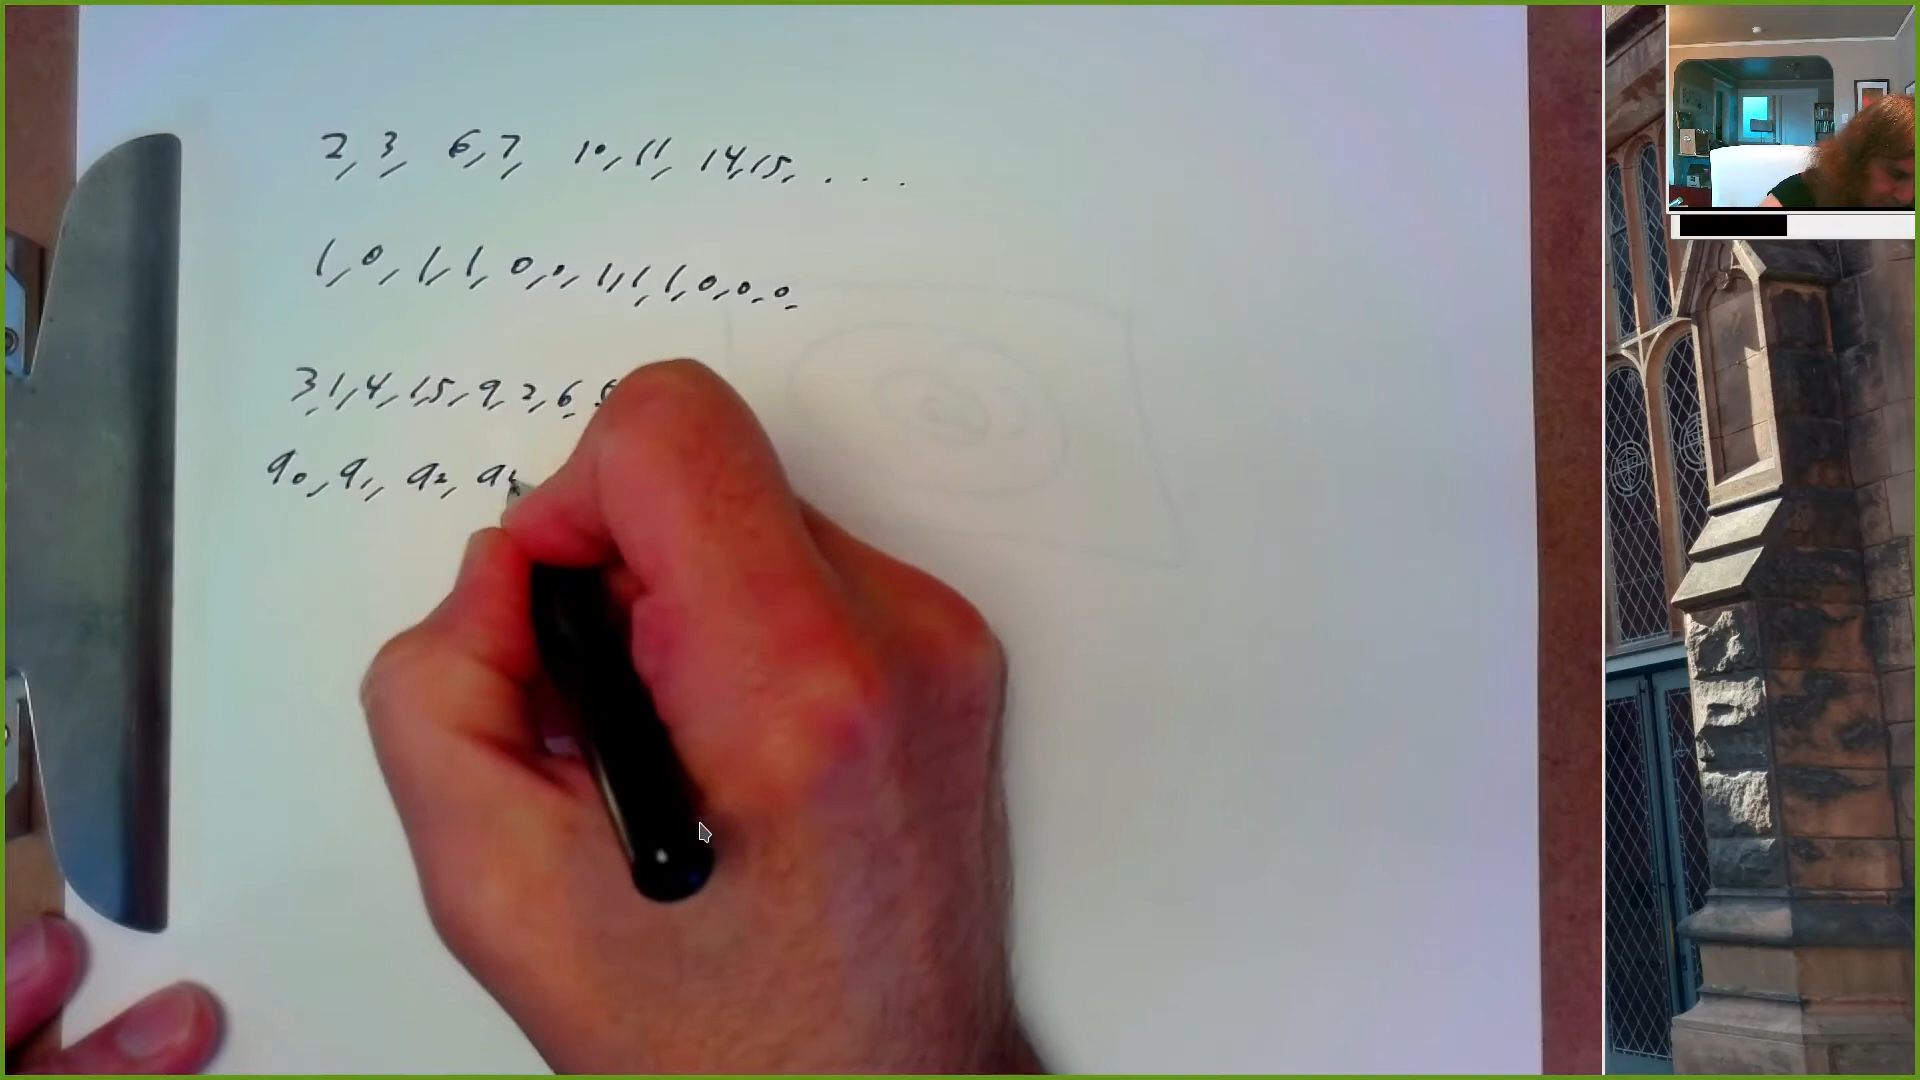 2, 3, 6, 7, 10, 11, 14, 15, . . .
1, 0, 1, 1, 0, 0, 1, 1, 1, 0, 0, 0,
3, 1, 4, 1, 5, 9, 2, 6,
a₀, a₁, a₂,